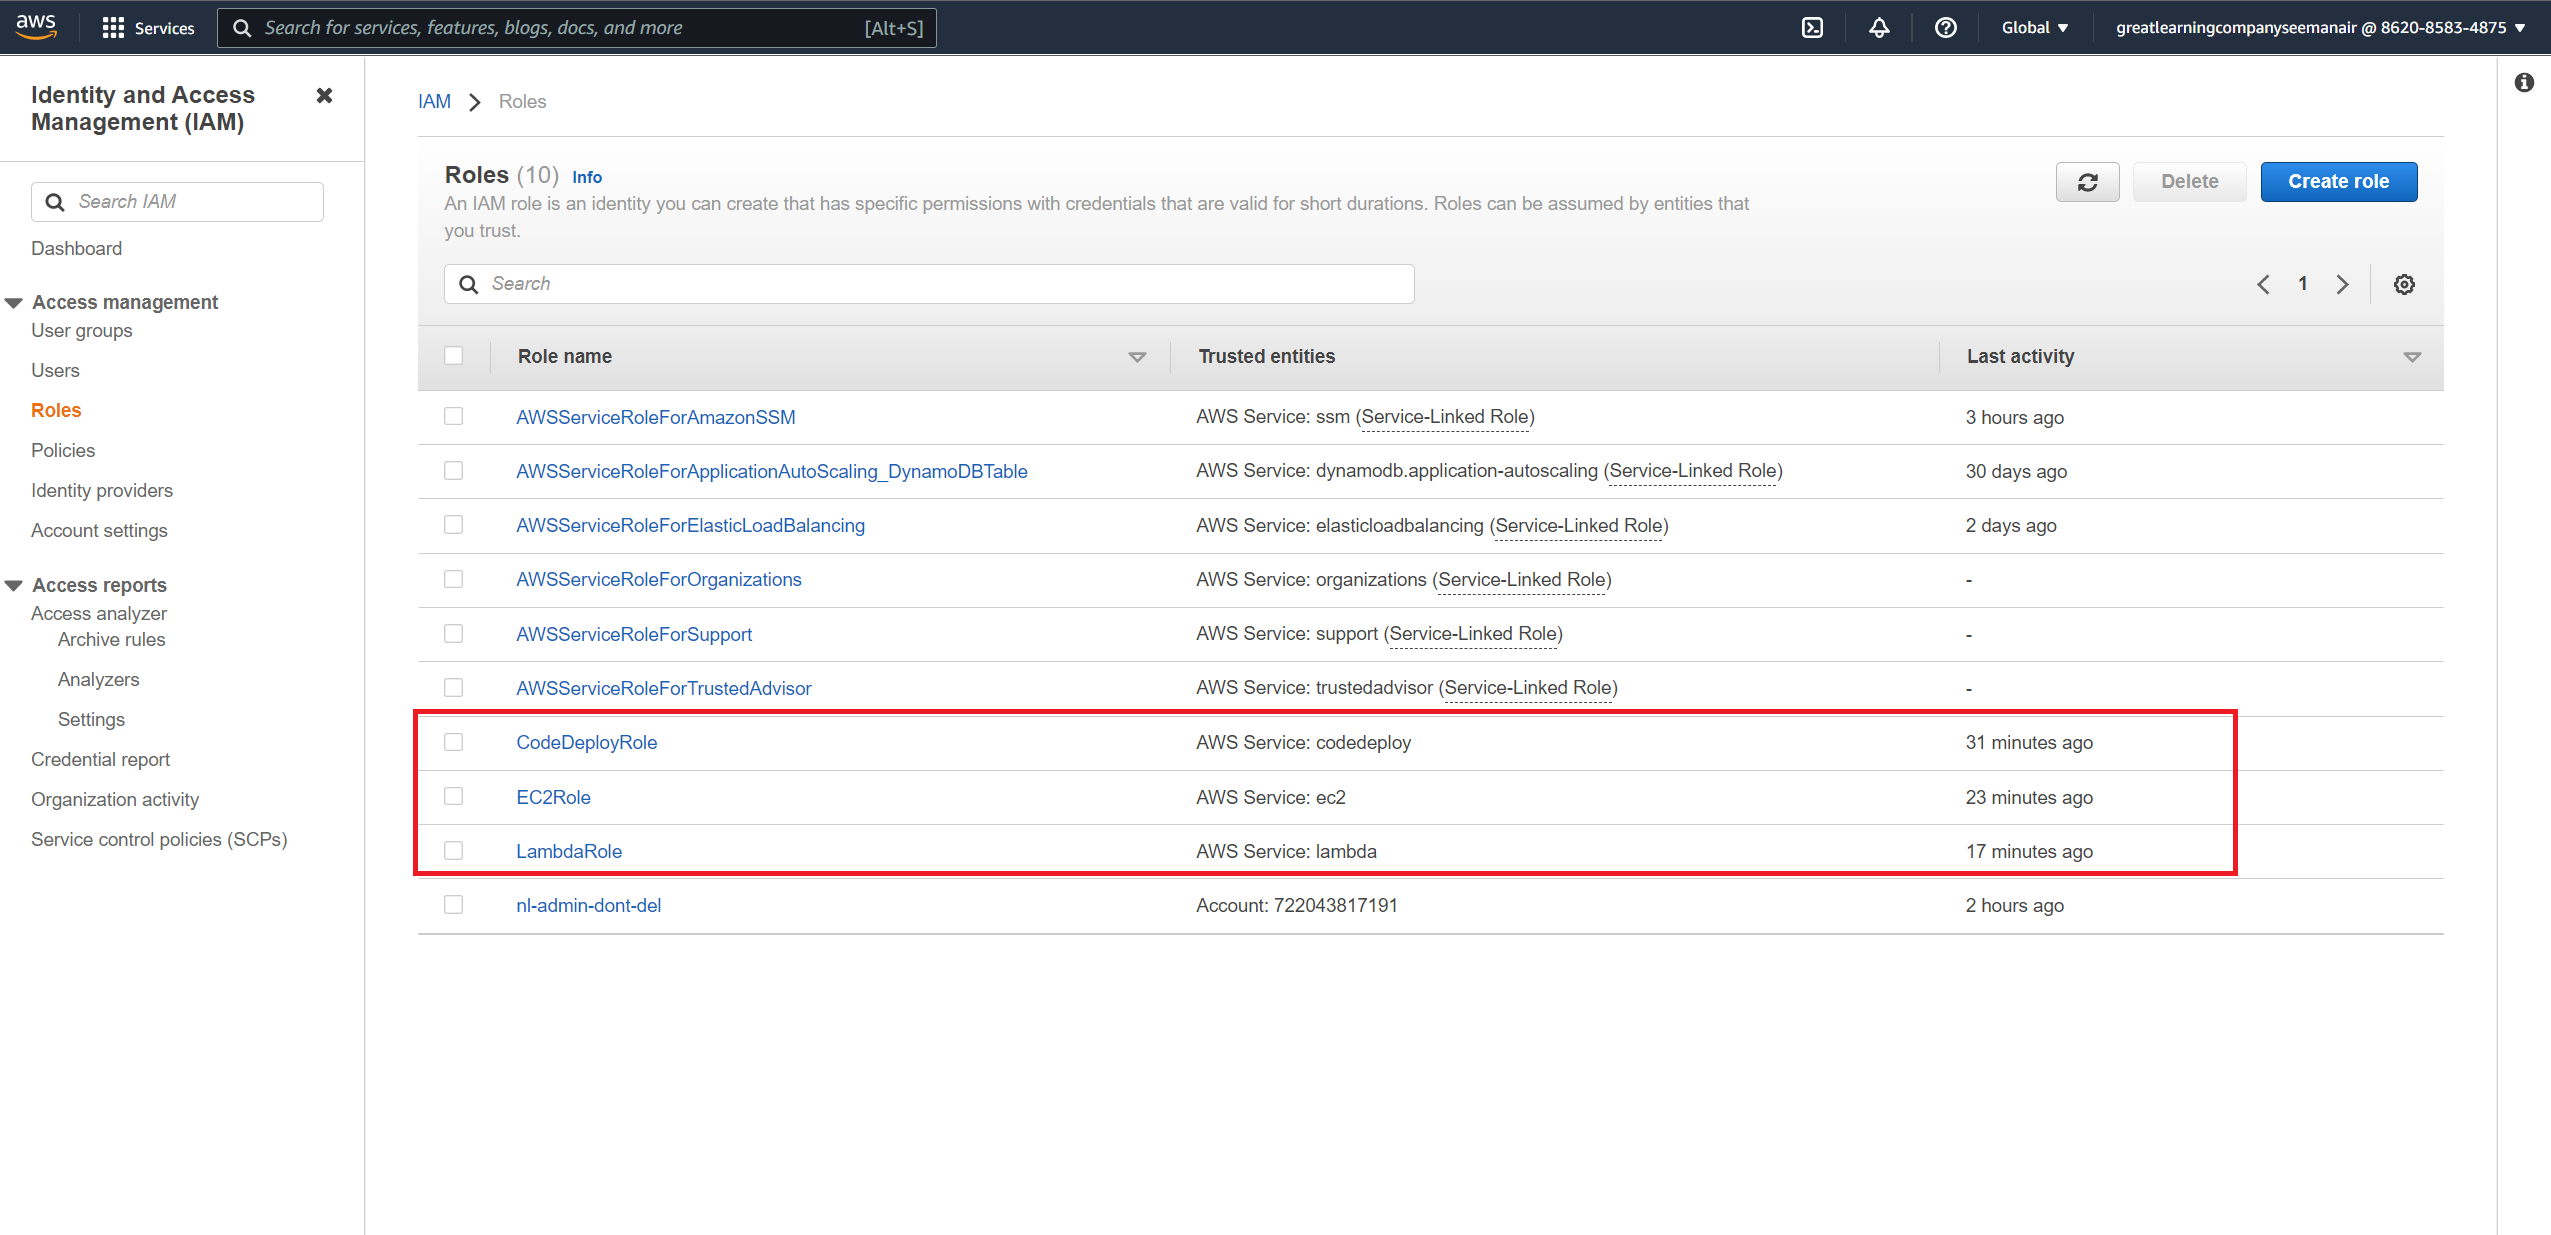 aws
Services
Search for services, features, blogs, docs, and more [Alt+S]
Global
greatlearningcompanyseemanair @ 8620-8583-4875
Identity and Access
Management (IAM)
Search IAM
Dashboard
Access management
User groups
Users
Roles
Policies
Identity providers
Account settings
Access reports
Access analyzer
Archive rules
Analyzers
Settings
Credential report
Organization activity
Service control policies (SCPs)
IAM Roles
Roles (10) Info
An IAM role is an identity you can create that has specific permissions with credentials that are valid for short durations. Roles can be assumed by entities that
you trust.
Delete
Create role
Search
1
Role name Trusted entities Last activity
AWSServiceRoleForAmazonSSM AWS Service: ssm (Service-Linked Role) 3 hours ago
AWSServiceRoleForApplicationAutoScaling_DynamoDBTable AWS Service: dynamodb.application-autoscaling (Service-Linked Role) 30 days ago
AWSServiceRoleForElasticLoadBalancing AWS Service: elasticloadbalancing (Service-Linked Role) 2 days ago
AWSServiceRoleForOrganizations AWS Service: organizations (Service-Linked Role) -
AWSServiceRoleForSupport AWS Service: support (Service-Linked Role) -
AWSServiceRoleForTrustedAdvisor AWS Service: trustedadvisor (Service-Linked Role) -
CodeDeployRole AWS Service: codedeploy 31 minutes ago
EC2Role AWS Service: ec2 23 minutes ago
LambdaRole AWS Service: lambda 17 minutes ago
nl-admin-dont-del Account: 722043817191 2 hours ago